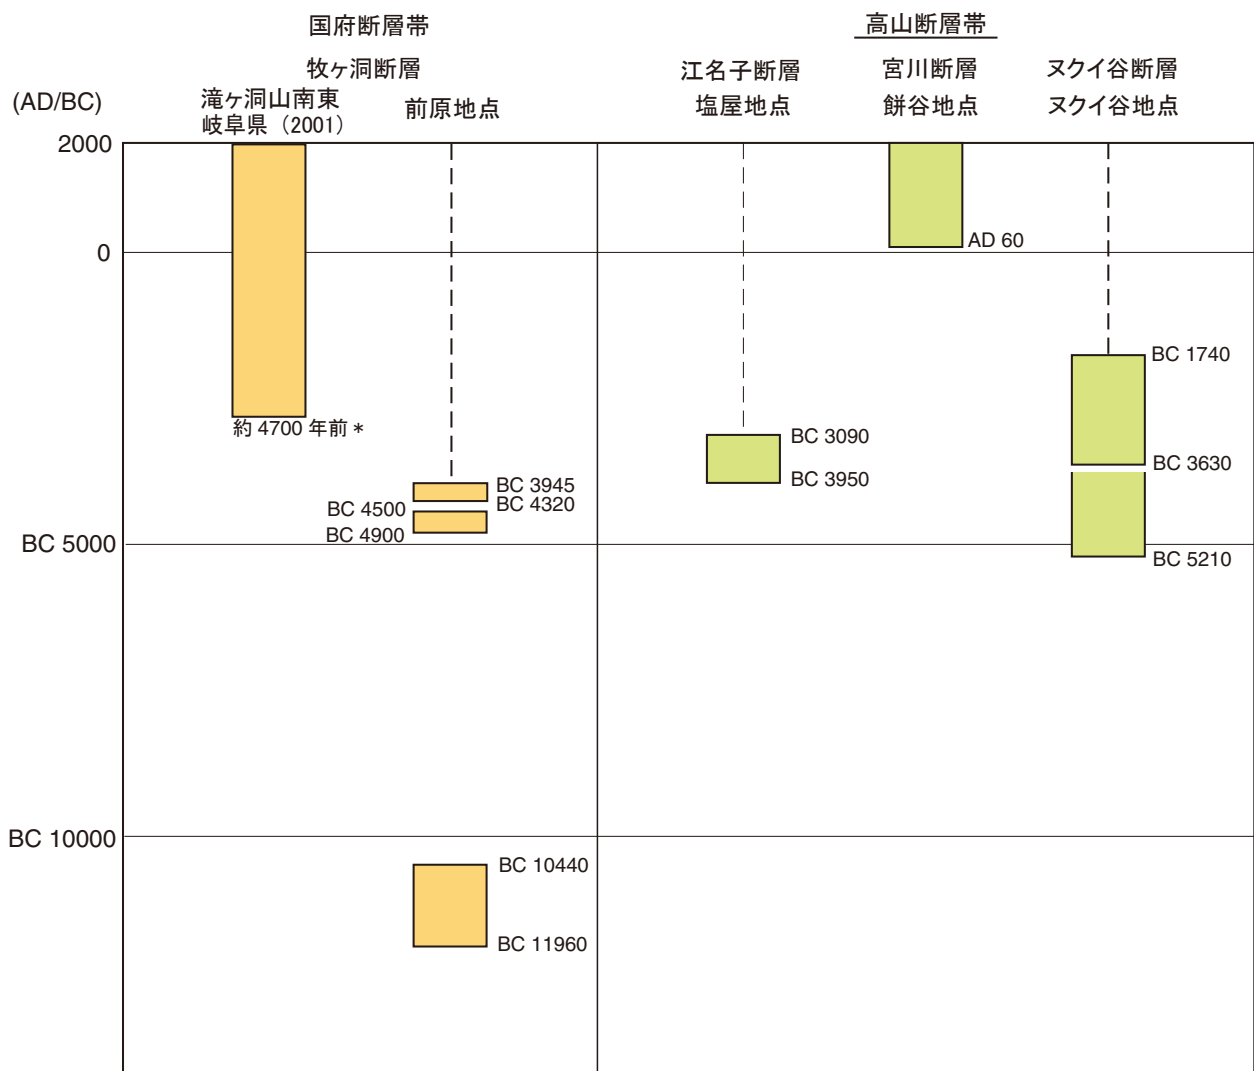 国府断層帯
高山断層帯
牧ヶ洞断層
江名子断層
宮川断層
ヌクイ谷断層
(AD/BC)
滝ヶ洞山南東
岐阜県（2001）
前原地点
塩屋地点
餅谷地点
ヌクイ谷地点
2000
AD 60
0
BC 1740
約 4700 年前 *
BC 3090
BC 3630
BC 3950
BC 3945
BC 4320
BC 4500
BC 4900
BC 5000
BC 5210
BC 10000
BC 10440
BC 11960